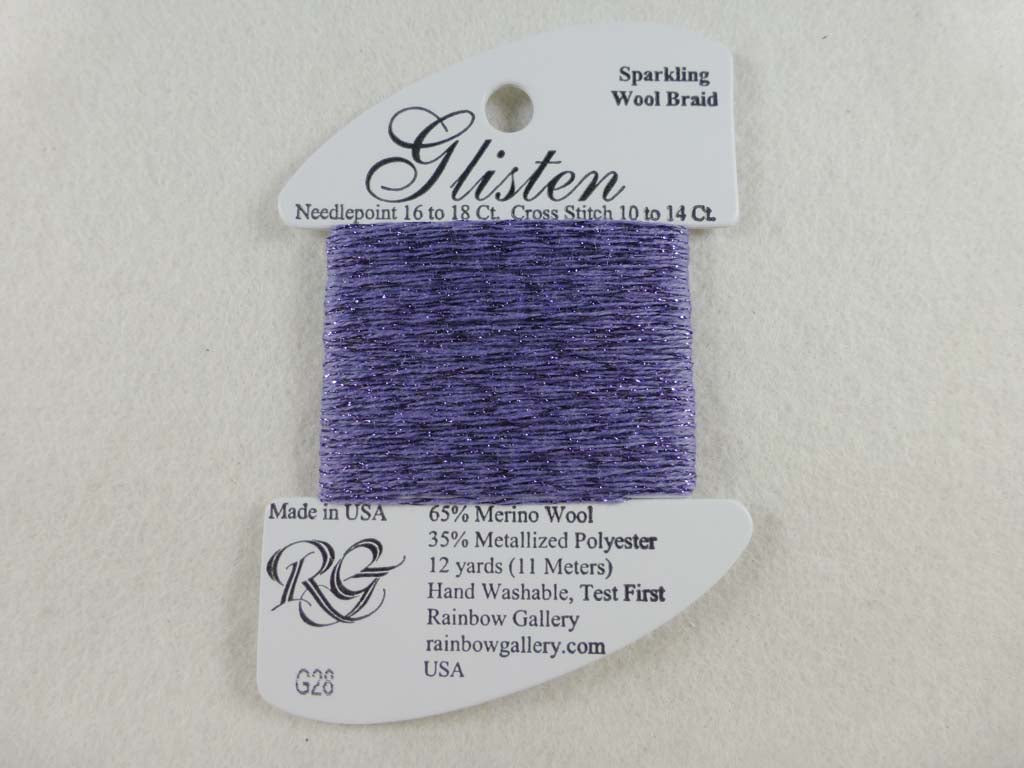 Sparkling
Wool Braid
Glisten
Needlepoint 16 to 18 Ct. Cross Stitch 10 to 14 Ct.
Made in USA
RG
G28
65% Merino Wool
35% Metallized Polyester
12 yards (11 Meters)
Hand Washable, Test First
Rainbow Gallery
rainbowgallery.com
USA